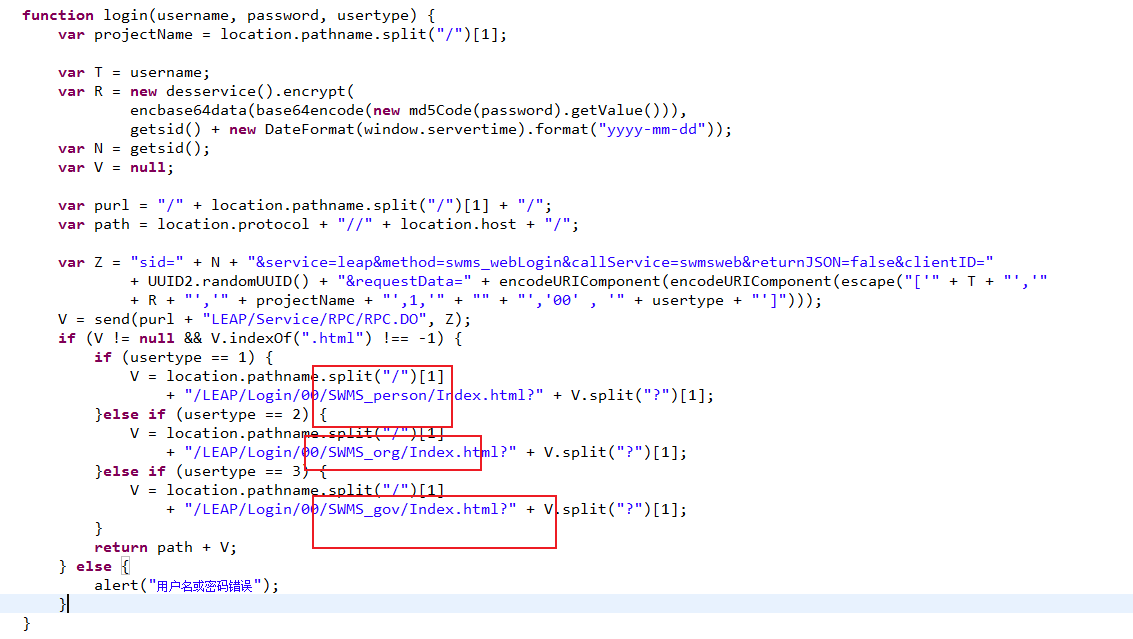 function login(username, password, usertype) {
var projectName = location.pathname.split("/")[1];
var T = username;
var R = new desservice().encrypt(
encbase64data(base64encode(new md5Code(password).getValue())),
getsid() + new DateFormat(window.servertime).format("yyyy-mm-dd"));
var N = getsid();
var V = null;
var purl = "/" + location.pathname.split("/")[1] + "/";
var path = location.protocol + "//" + location.host + "/";
var Z = "sid=" + N + "&service=leap&method=swms_webLogin&callService=swmsweb&returnJSON=false&clientID="
+ UUID2.randomUUID() + "&requestData=" + encodeURIComponent(encodeURIComponent(escape("['" + T + "','"
+ R + "','" + projectName + "',1,'" + "" + "','00' , '" + usertype + "']")));
V = send(purl + "LEAP/Service/RPC/RPC.DO", Z);
if (V != null && V.indexOf(".html") !== -1) {
if (usertype == 1) {
V = location.pathname.split("/")[1]
+ "/LEAP/Login/00/SWMS_person/Index.html?" + V.split("?")[1];
}else if (usertype == 2) {
V = location.pathname.split("/")[1]
+ "/LEAP/Login/00/SWMS_org/Index.html?" + V.split("?")[1];
}else if (usertype == 3) {
V = location.pathname.split("/")[1]
+ "/LEAP/Login/00/SWMS_gov/Index.html?" + V.split("?")[1];
}
return path + V;
} else {
alert("用户名或密码错误");
}
}